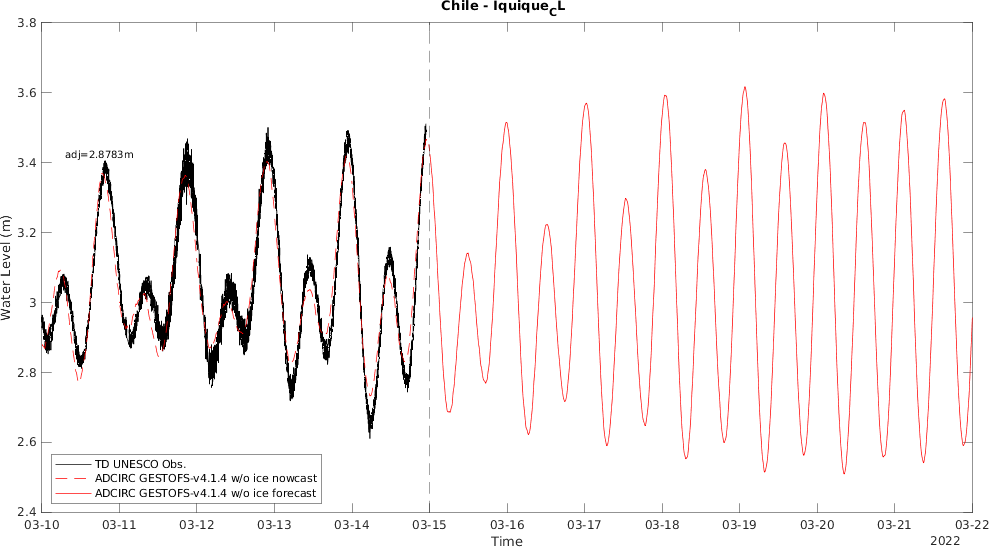 Chile - Iquique_CL
3.8
3.6
3.4
3.2
3
2.8
2.6
2.4
Water Level (m)
adj=2.8783m
TD UNESCO Obs.
ADCIRC GESTOFS-v4.1.4 w/o ice nowcast
ADCIRC GESTOFS-v4.1.4 w/o ice forecast
03-10 03-11 03-12 03-13 03-14 03-15 03-16 03-17 03-18 03-19 03-20 03-21 03-22
Time
2022